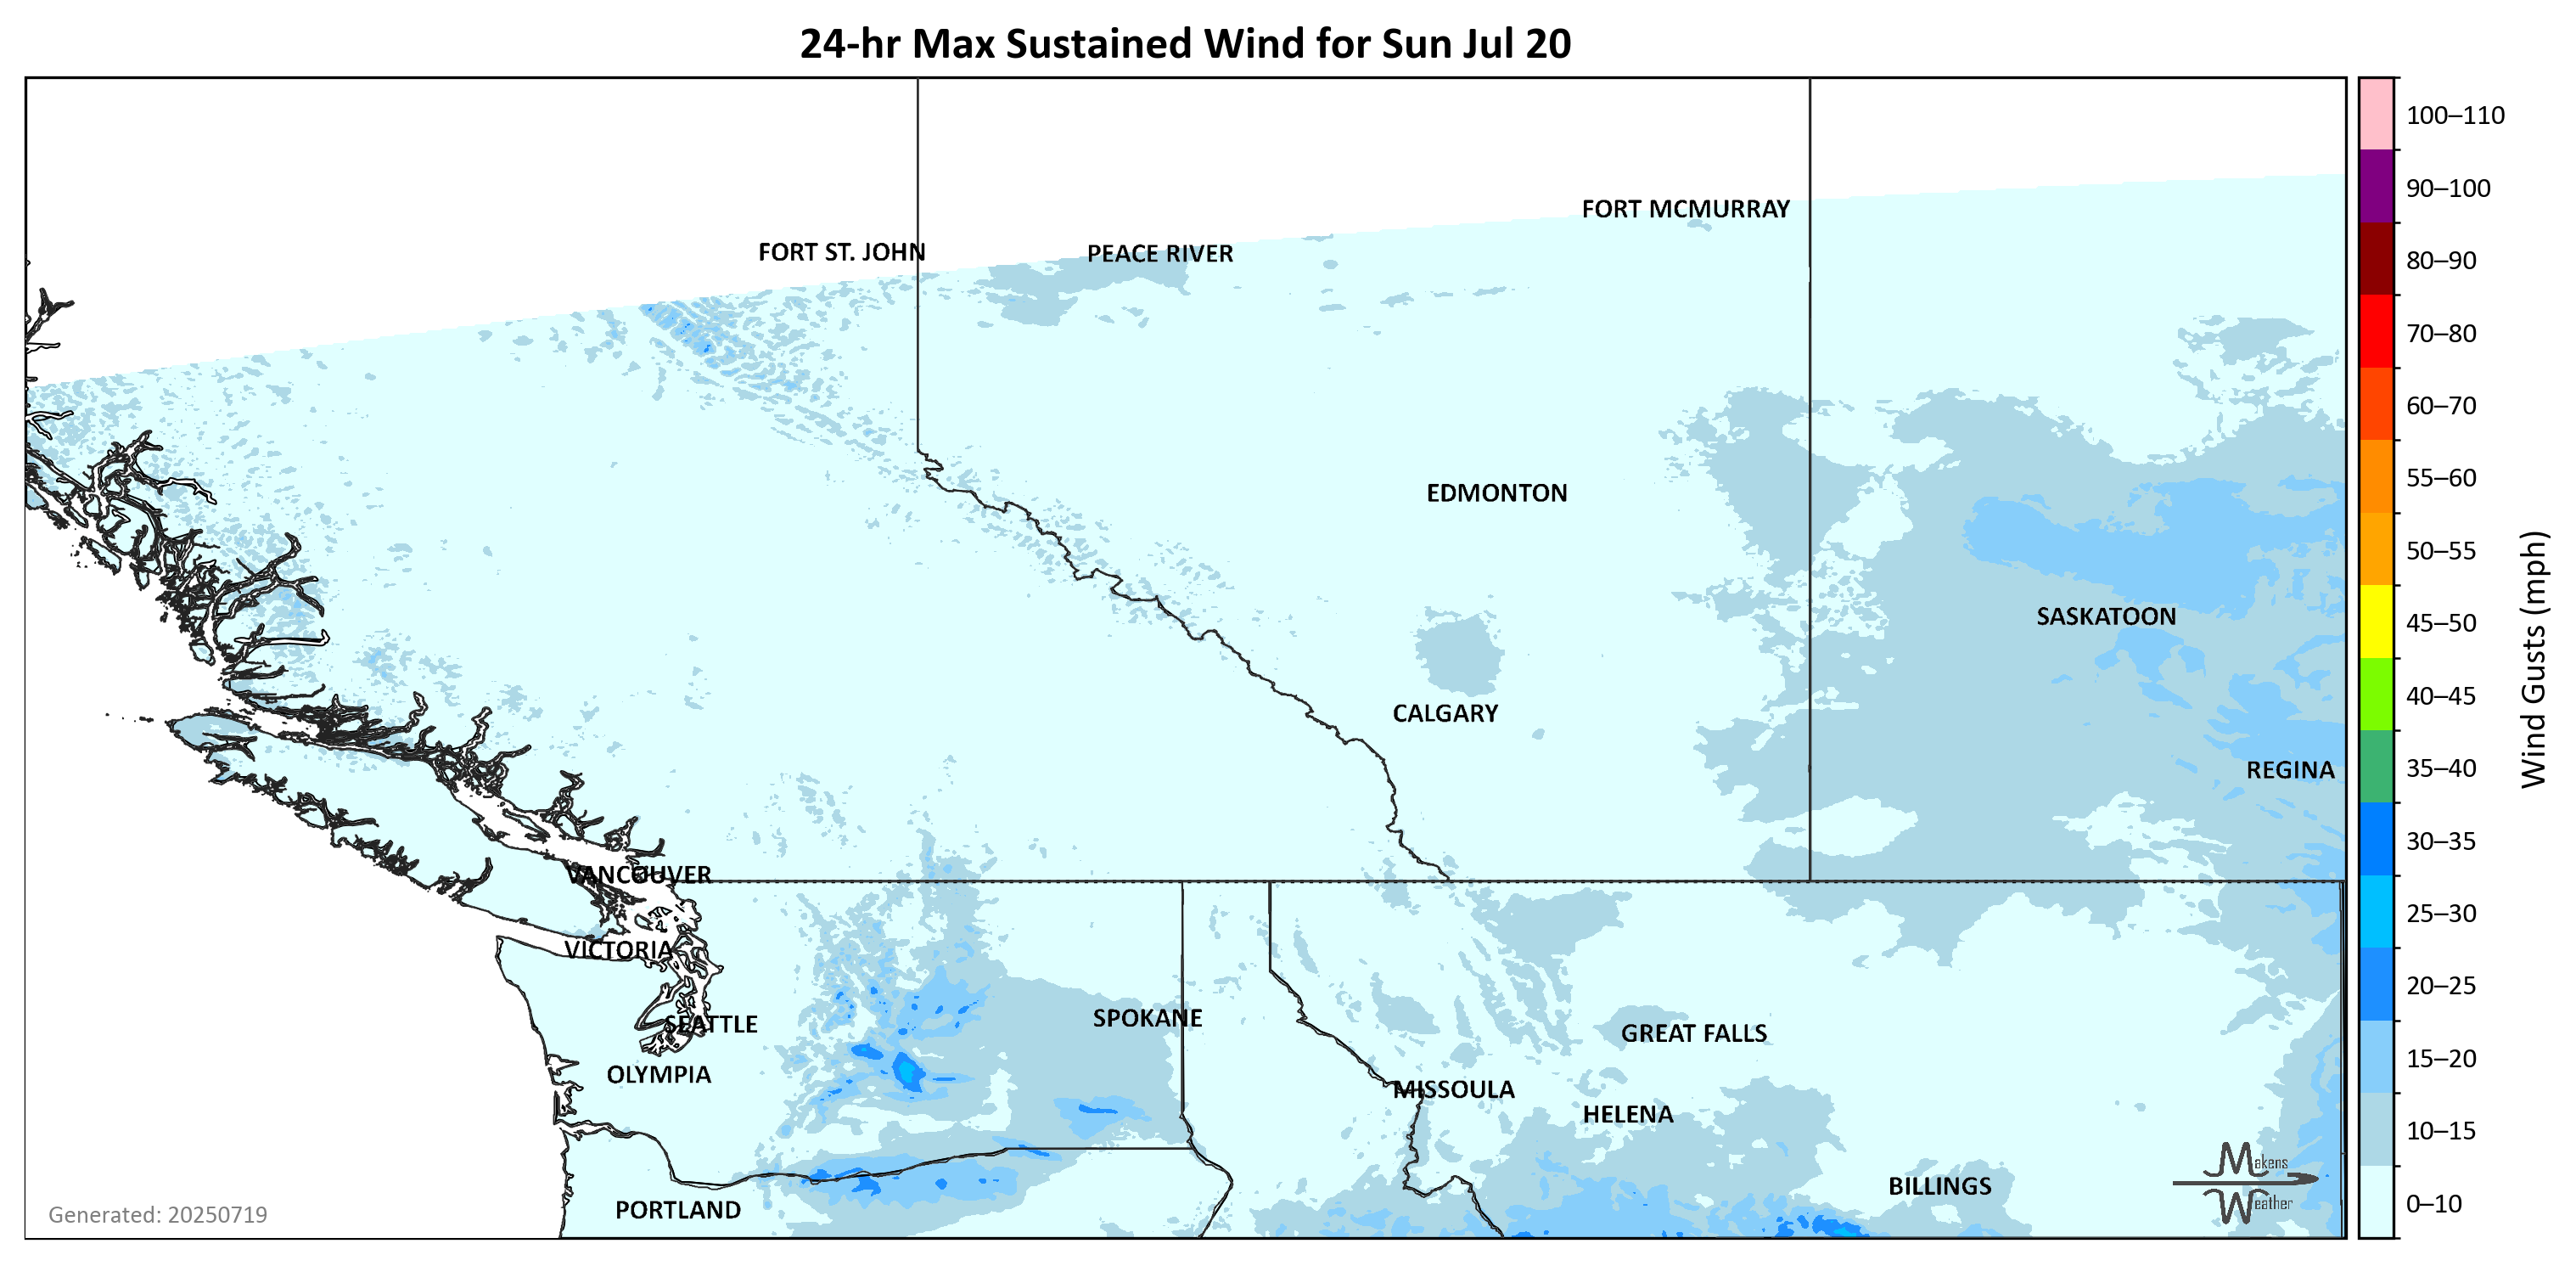 24-hr Max Sustained Wind for Sun Jul 20
100–110
FORT MCMURRAY
90–100
FORT ST. JOHN
PEACE RIVER
80–90
70–80
60–70
EDMONTON
55–60
50–55
SASKATOON
45–50
Wind Gusts (mph)
CALGARY
40–45
REGINA
35–40
VANCOUVER
30–35
VICTORIA
25–30
SEATTLE
SPOKANE
GREAT FALLS
20–25
OLYMPIA
MISSOULA
HELENA
15–20
10–15
Makens
Weather
BILLINGS
PORTLAND
0–10
Generated: 20250719